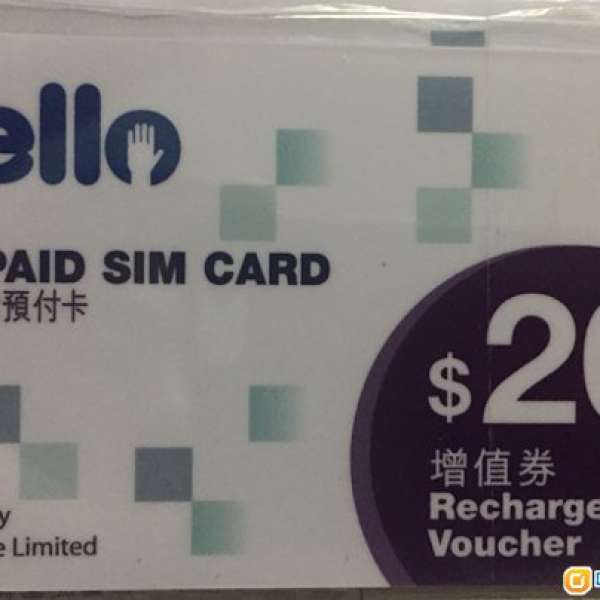 ello
PAID SIM CARD
預付卡
$20
增值券
Recharge
Voucher
y
e Limited